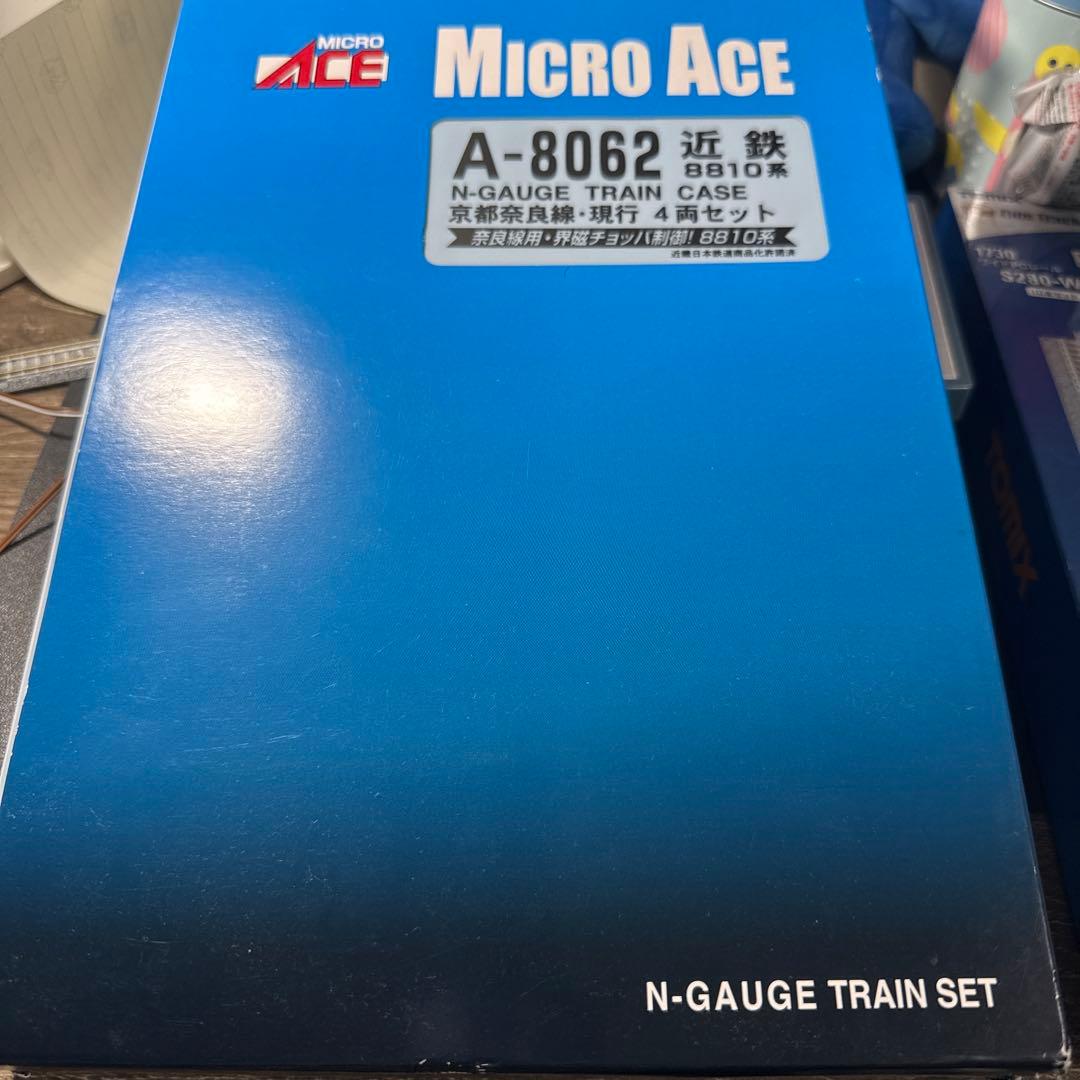 MICRO
ACE
MICRO ACE
A-8062 近鉄
8810系
N-GAUGE TRAIN CASE
京都奈良線・現行 4両セット
奈良線用・界磁チョッパ制御! 8810系
近畿日本鉄道商品化許諾済
N-GAUGE TRAIN SET
1730
S280-W
TOMIX